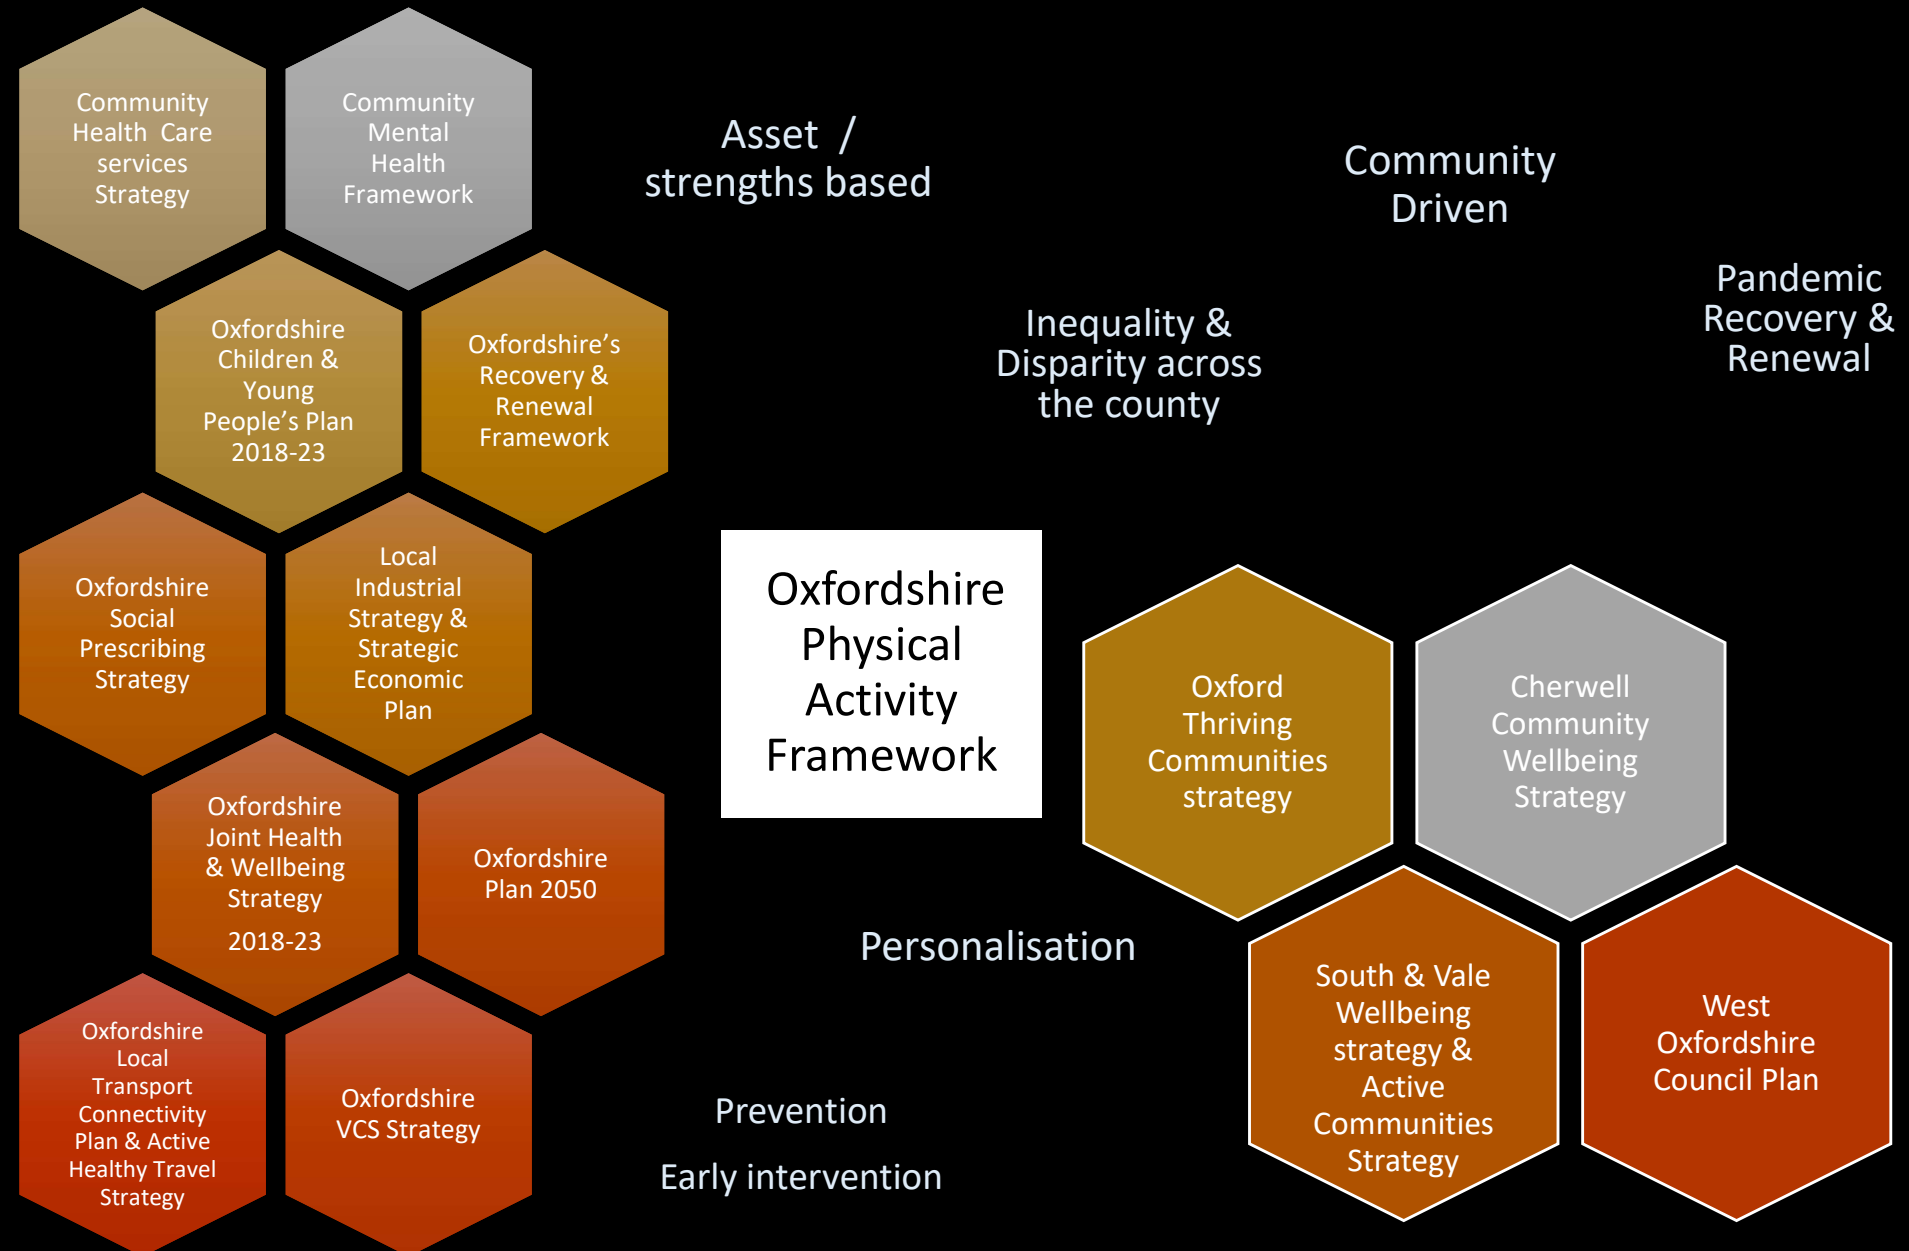 Community
Health Care
services
Strategy
Community
Mental
Health
Framework
Asset /
strengths based
Community
Driven
Pandemic
Recovery &
Renewal
Inequality &
Disparity across
the county
Oxfordshire
Children &
Young
People’s Plan
2018-23
Oxfordshire’s
Recovery &
Renewal
Framework
Oxfordshire
Social
Prescribing
Strategy
Local
Industrial
Strategy &
Strategic
Economic
Plan
Oxfordshire
Physical
Activity
Framework
Oxford
Thriving
Communities
strategy
Cherwell
Community
Wellbeing
Strategy
Oxfordshire
Joint Health
& Wellbeing
Strategy
2018-23
Oxfordshire
Plan 2050
Personalisation
South & Vale
Wellbeing
strategy &
Active
Communities
Strategy
West
Oxfordshire
Council Plan
Oxfordshire
Local
Transport
Connectivity
Plan & Active
Healthy Travel
Strategy
Oxfordshire
VCS Strategy
Prevention
Early intervention